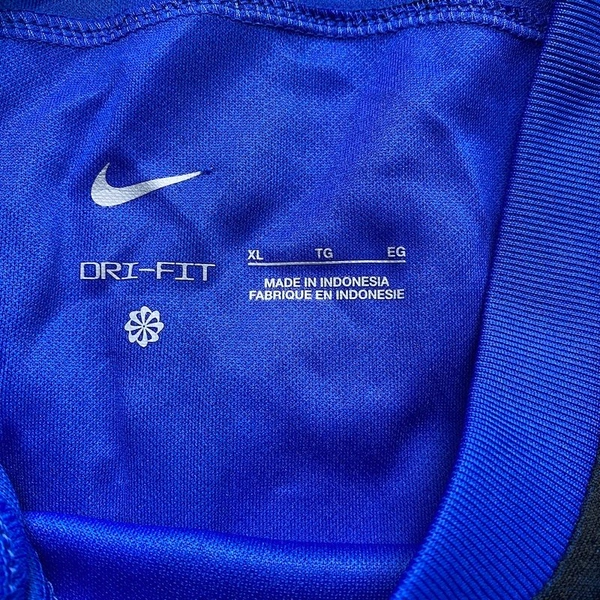 DRI-FIT
XL TG EG
MADE IN INDONESIA
FABRIQUE EN INDONESIE